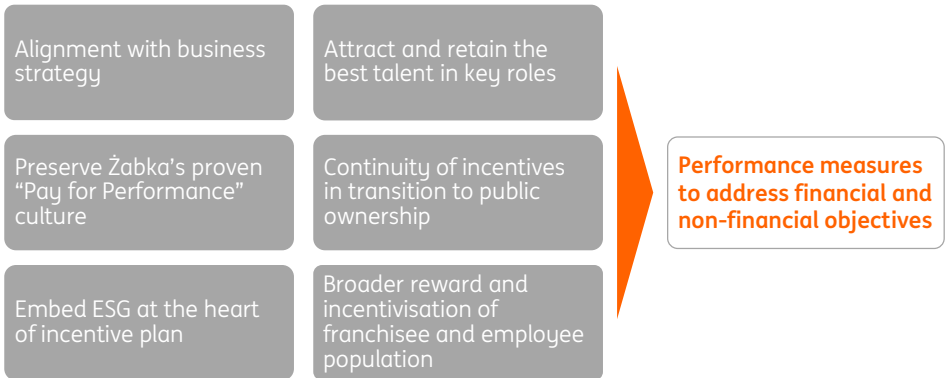 Alignment with business
strategy
Attract and retain the
best talent in key roles
Preserve Żabka's proven
“Pay for Performance”
culture
Continuity of incentives
in transition to public
ownership
Embed ESG at the heart
of incentive plan
Broader reward and
incentivisation of
franchisee and employee
population
Performance measures
to address financial and
non-financial objectives